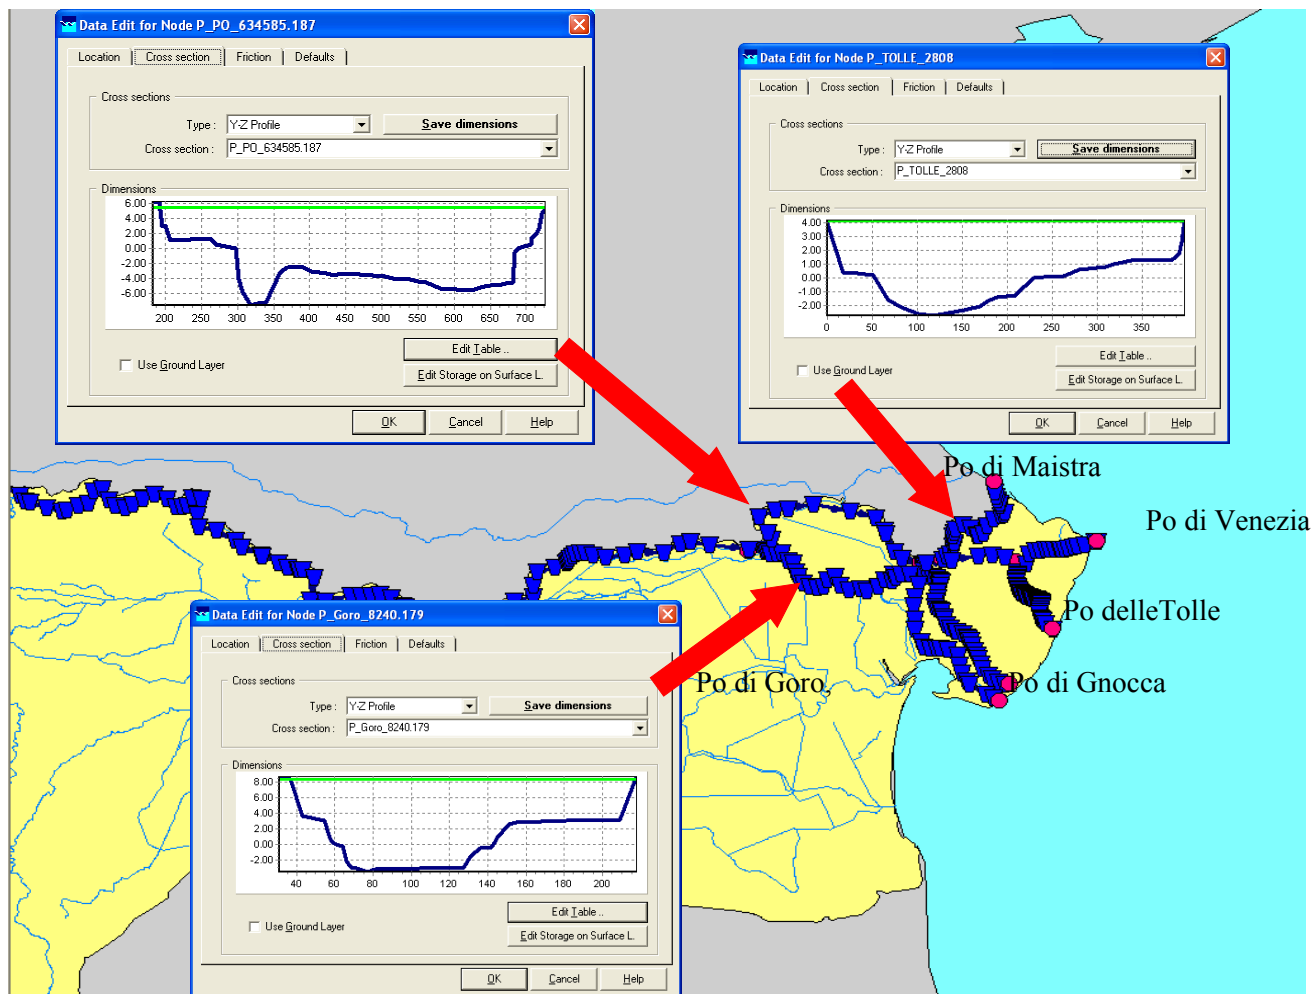 Data Edit for Node P_PO_634585.187
Location Cross section Friction Defaults
Cross sections
Type : Y-Z Profile Save dimensions
Cross section : P_PO_634585.187
Dimensions
6.00
4.00
2.00
0.00
-2.00
-4.00
-6.00
200 250 300 350 400 450 500 550 600 650 700
Edit Table ..
Use Ground Layer
Edit Storage on Surface L.
OK Cancel Help
Data Edit for Node P_TOLLE_2808
Location Cross section Friction Defaults
Cross sections
Type : Y-Z Profile Save dimensions
Cross section : P_TOLLE_2808
Dimensions
4.00
3.00
2.00
1.00
0.00
-1.00
-2.00
0 50 100 150 200 250 300 350
Edit Table ..
Use Ground Layer
Edit Storage on Surface L.
OK Cancel Help
Po di Maistra
Po di Venezia
Po delleTolle
Po di Gnocca
Po di Goro,
Data Edit for Node P_Goro_8240.179
Location Cross section Friction Defaults
Cross sections
Type : Y-Z Profile Save dimensions
Cross section : P_Goro_8240.179
Dimensions
8.00
6.00
4.00
2.00
0.00
-2.00
40 60 80 100 120 140 160 180 200
Edit Table ..
Use Ground Layer
Edit Storage on Surface L.
OK Cancel Help